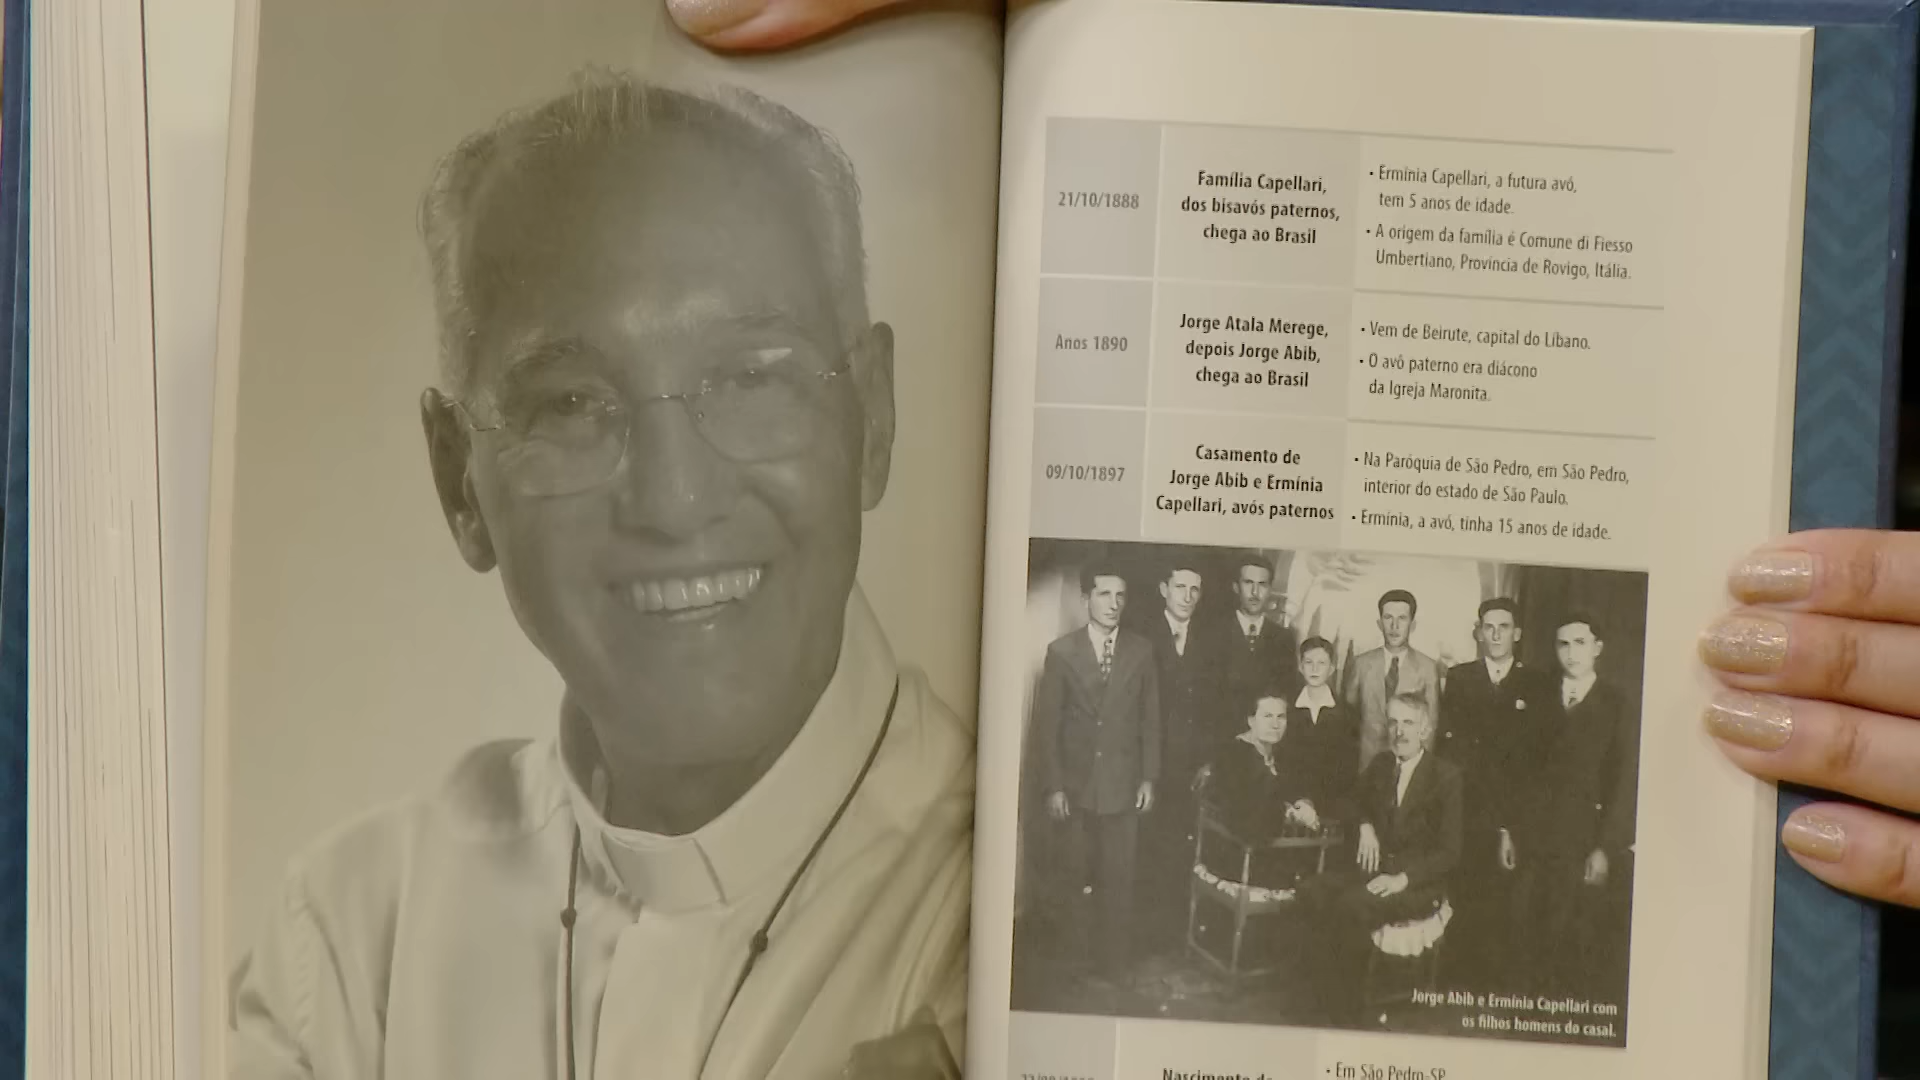 21/10/1888
Família Capellari,
dos bisavós paternos,
chega ao Brasil
• Ermínia Capellari, a futura avó,
tem 5 anos de idade.
• A origem da família é Comune di Fiesso
Umbertiano, Província de Rovigo, Itália.
Anos 1890
Jorge Atala Merege,
depois Jorge Abib,
chega ao Brasil
• Vem de Beirute, capital do Líbano.
• O avô paterno era diácono
da Igreja Maronita.
09/10/1897
Casamento de
Jorge Abib e Ermínia
Capellari, avós paternos
• Na Paróquia de São Pedro, em São Pedro,
interior do estado de São Paulo.
• Ermínia, a avó, tinha 15 anos de idade.
Jorge Abib e Ermínia Capellari com
os filhos homens do casal.
Nascimento de
• Em São Pedro-SP